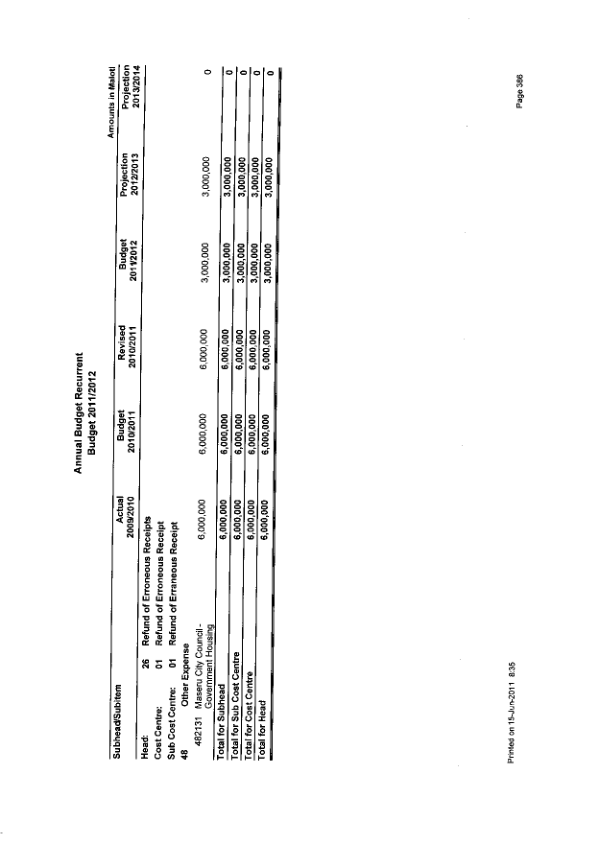 Annual Budget Recurrent
Budget 2011/2012
Amounts in Maloti
Subhead/Subitem Actual 2009/2010 Budget 2010/2011 Revised 2010/2011 Budget 2011/2012 Projection 2012/2013 Projection 2013/2014
Head: 26 Refund of Erroneous Receipts
Cost Centre: 01 Refund of Erroneous Receipt
Sub Cost Centre: 01 Refund of Erraneous Receipt
48 Other Expense
482131 Maseru City Council - Government Housing 6,000,000 6,000,000 6,000,000 3,000,000 3,000,000 0
Total for Subhead 6,000,000 6,000,000 6,000,000 3,000,000 3,000,000 0
Total for Sub Cost Centre 6,000,000 6,000,000 6,000,000 3,000,000 3,000,000 0
Total for Cost Centre 6,000,000 6,000,000 6,000,000 3,000,000 3,000,000 0
Total for Head 6,000,000 6,000,000 6,000,000 3,000,000 3,000,000 0
Printed on 15-Jun-2011 8:35 Page 386